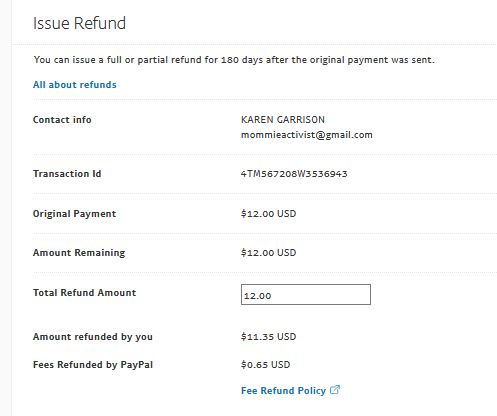 Issue Refund
You can issue a full or partial refund for 180 days after the original payment was sent.
All about refunds
Contact info KAREN GARRISON
mommieactivist@gmail.com
Transaction Id 4TM567208W3536943
Original Payment $12.00 USD
Amount Remaining $12.00 USD
Total Refund Amount 12.00
Amount refunded by you $11.35 USD
Fees Refunded by PayPal $0.65 USD
Fee Refund Policy